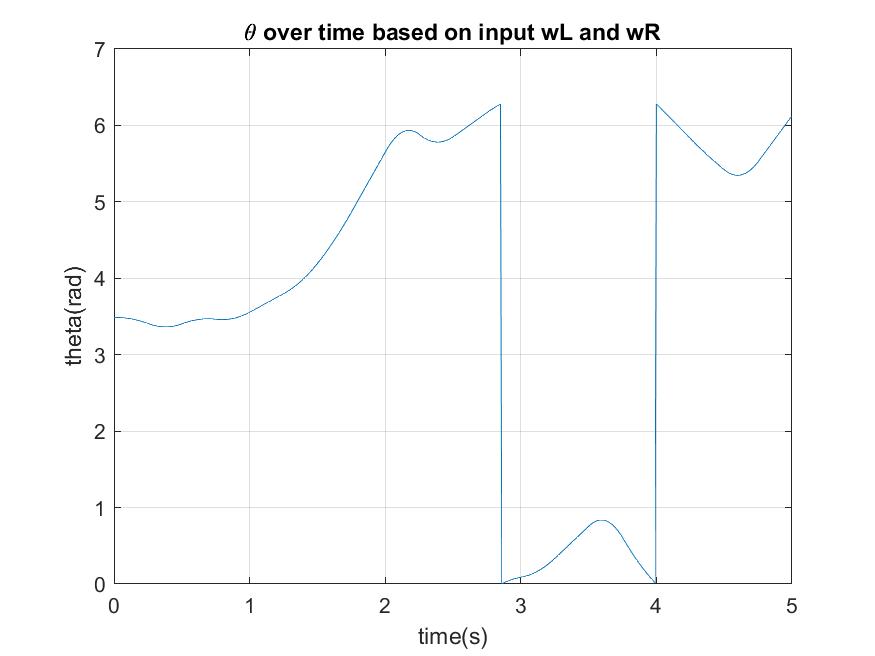 θ over time based on input wL and wR
7
6
5
4
3
2
1
0
theta(rad)
0 1 2 3 4 5
time(s)